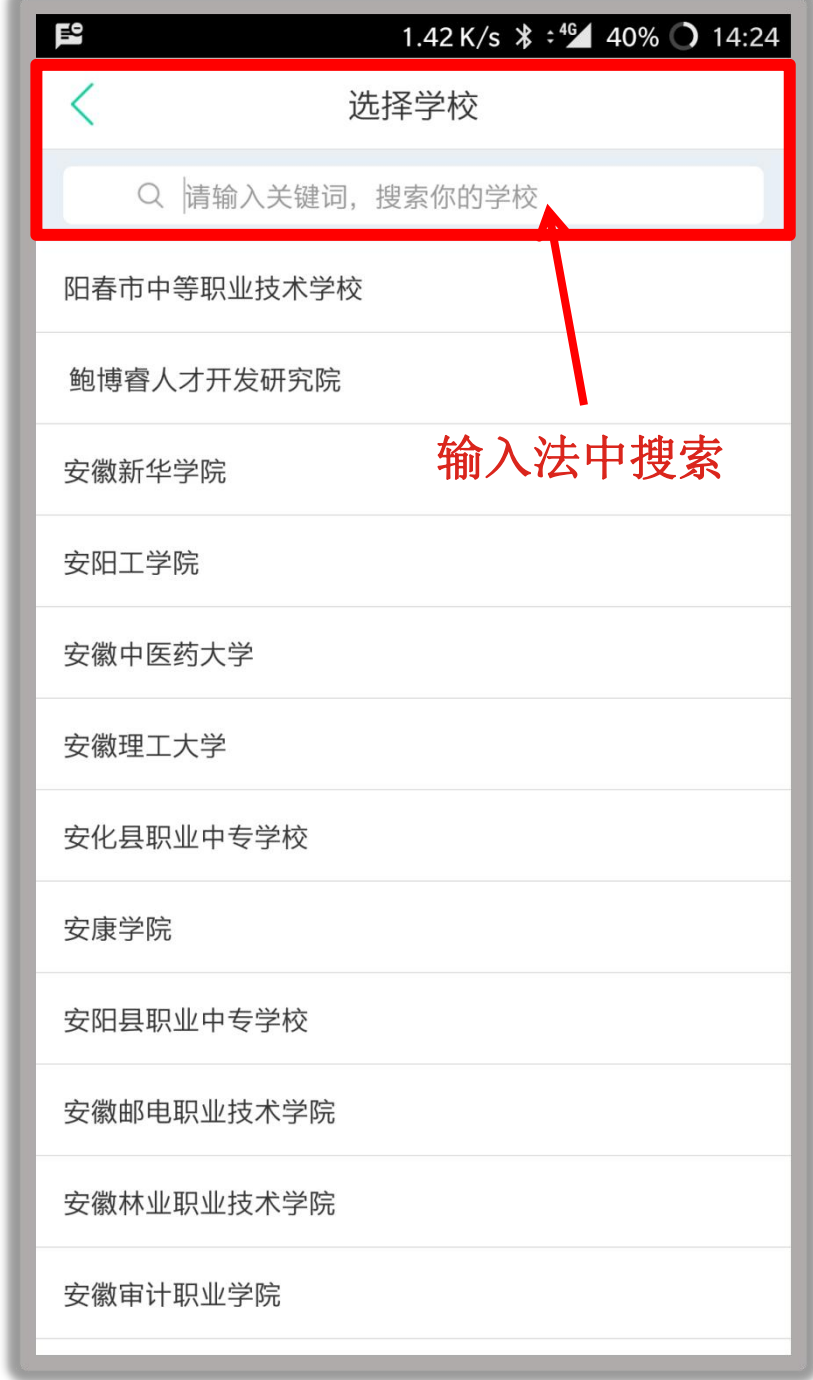 1.42 K/s 4G 40% 14:24
选择学校
请输入关键词，搜索你的学校
阳春市中等职业技术学校
鲍博睿人才开发研究院
输入法中搜索
安徽新华学院
安阳工学院
安徽中医药大学
安徽理工大学
安化县职业中专学校
安康学院
安阳县职业中专学校
安徽邮电职业技术学院
安徽林业职业技术学院
安徽审计职业学院